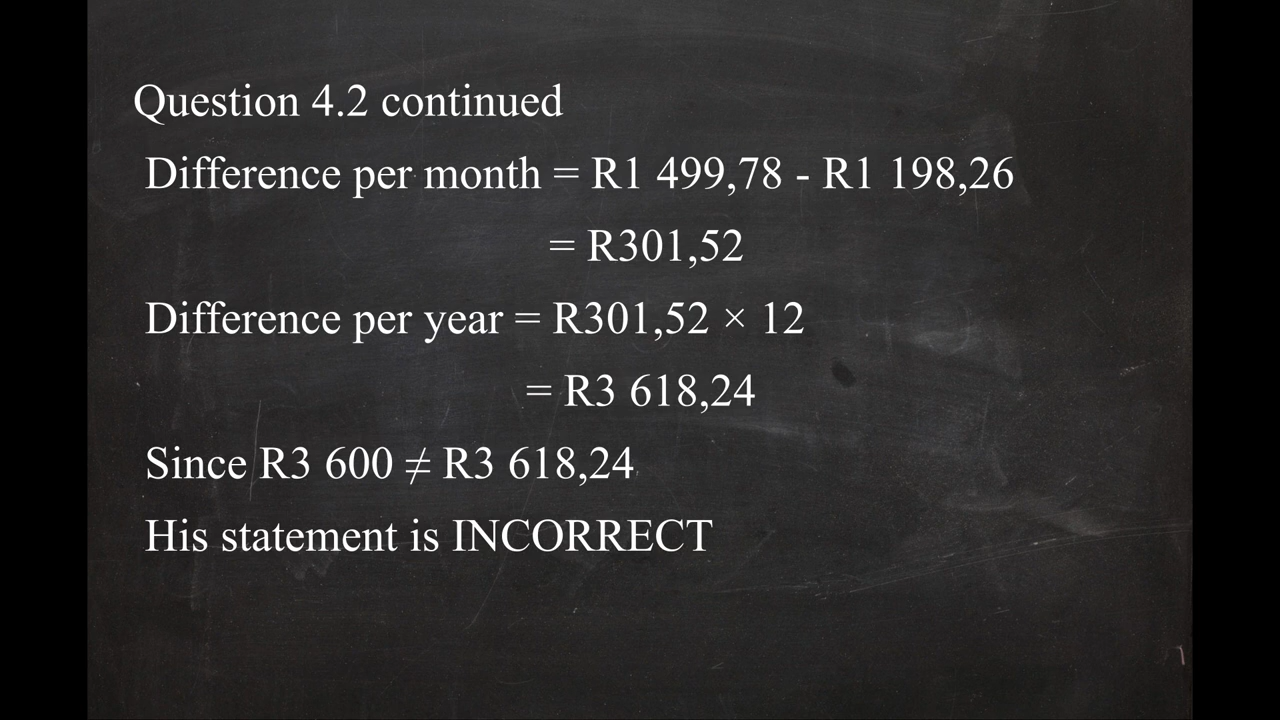 Question 4.2 continued
Difference per month = R1 499,78 - R1 198,26
= R301,52
Difference per year = R301,52 × 12
= R3 618,24
Since R3 600 ≠ R3 618,24
His statement is INCORRECT